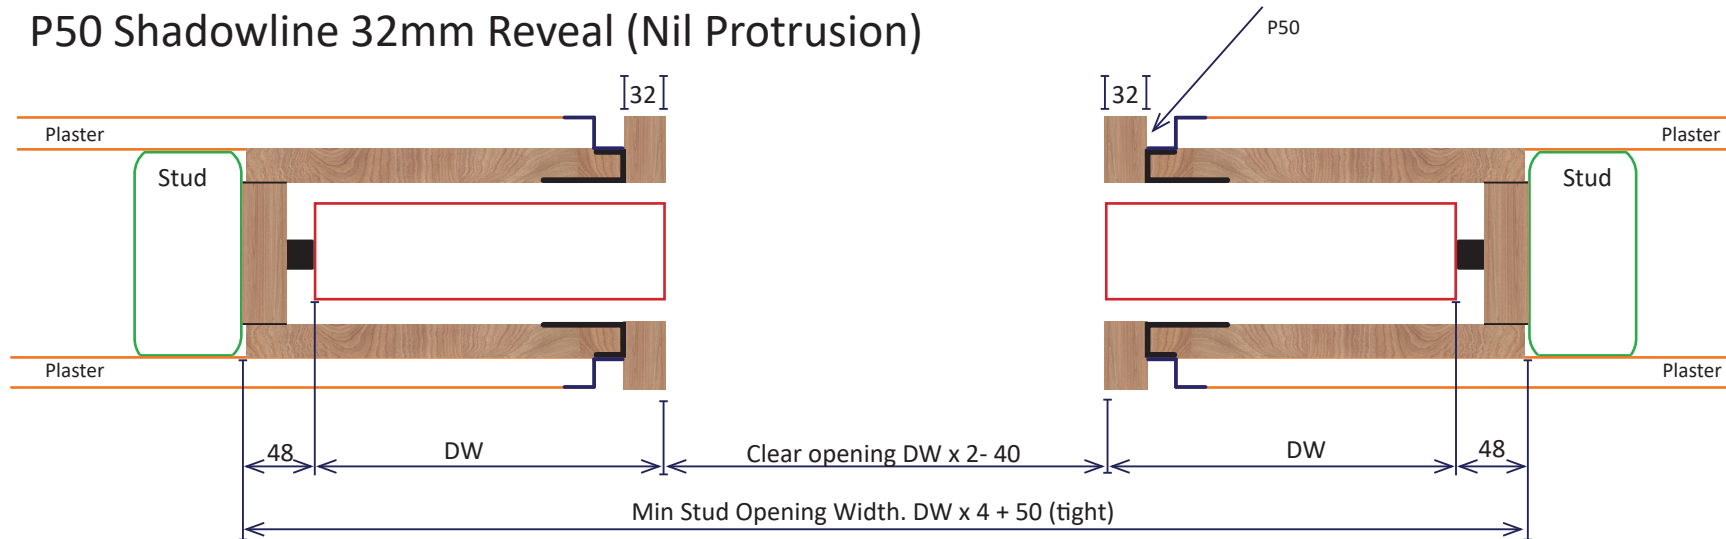 P50 Shadowline 32mm Reveal (Nil Protrusion)
P50
32
32
Plaster
Plaster
Stud
Stud
Plaster
Plaster
48
DW
Clear opening DW x 2- 40
DW
48
Min Stud Opening Width. DW x 4 + 50 (tight)